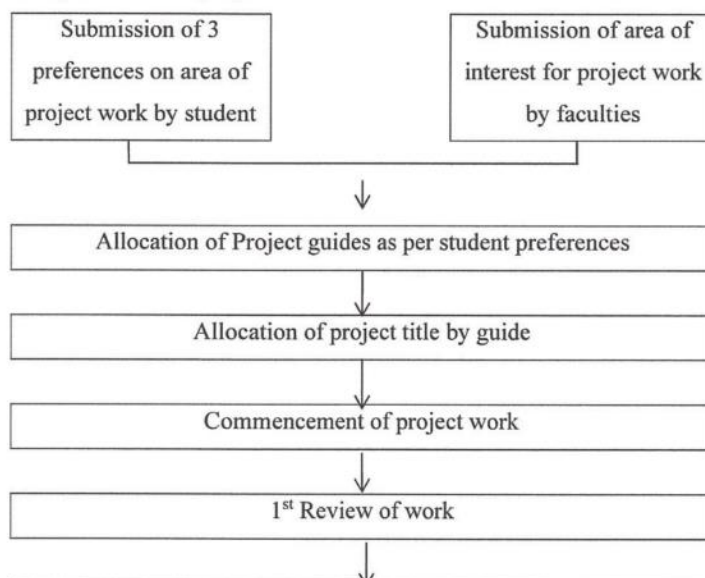 Submission of 3
preferences on area of
project work by student
Submission of area of
interest for project work
by faculties
Allocation of Project guides as per student preferences
Allocation of project title by guide
Commencement of project work
1st Review of work